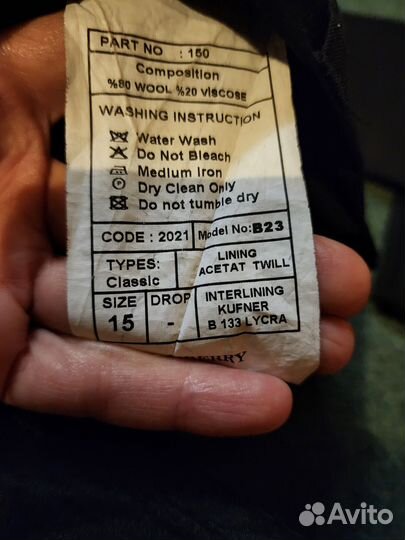 PART NO : 150
Composition
%80 WOOL %20 VISCOSE
WASHING INSTRUCTION
Water Wash
Do Not Bleach
Medium Iron
Dry Clean Only
Do not tumble dry
CODE : 2021 Model No: B23
TYPES:
Classic
LINING
ACETAT TWILL
SIZE
15
DROP
-
INTERLINING
KUFNER
B 133 LYCRA
Avito